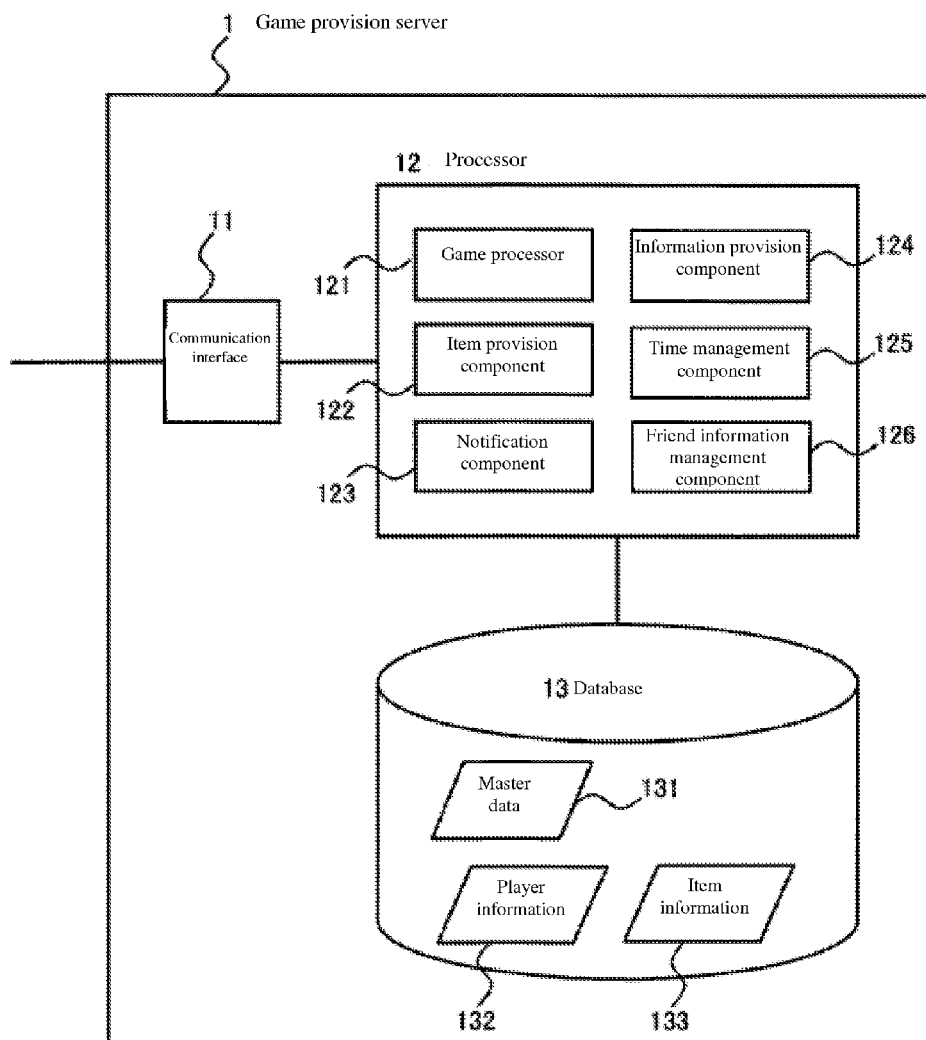 1 Game provision server
12 Processor
11
Communication
interface
Game processor
121
Information provision
component
124
Item provision
component
122
Time management
component
125
Notification
component
123
Friend information
management
component
126
13 Database
Master
data
131
Player
information
132
Item
information
133